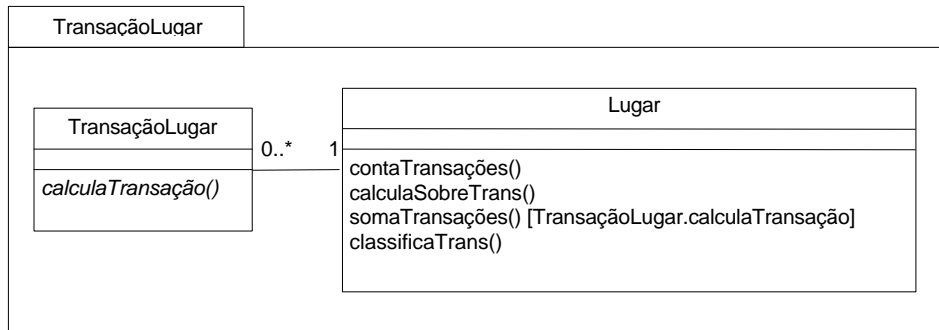 TransaçãoLugar
Lugar
TransaçãoLugar
0..* 1
calculaTransação()
contaTransações()
calculaSobreTrans()
somaTransações() [TransaçãoLugar.calculaTransação]
classificaTrans()